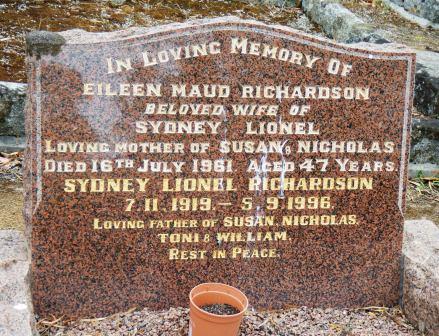 IN LOVING MEMORY OF
EILEEN MAUD RICHARDSON
BELOVED WIFE OF
SYDNEY LIONEL
LOVING MOTHER OF SUSAN & NICHOLAS
DIED 16TH JULY 1961 AGED 47 YEARS.
SYDNEY LIONEL RICHARDSON
7. 11. 1919. – 5. 9. 1996.
LOVING FATHER OF SUSAN, NICHOLAS,
TONI & WILLIAM.
REST IN PEACE.